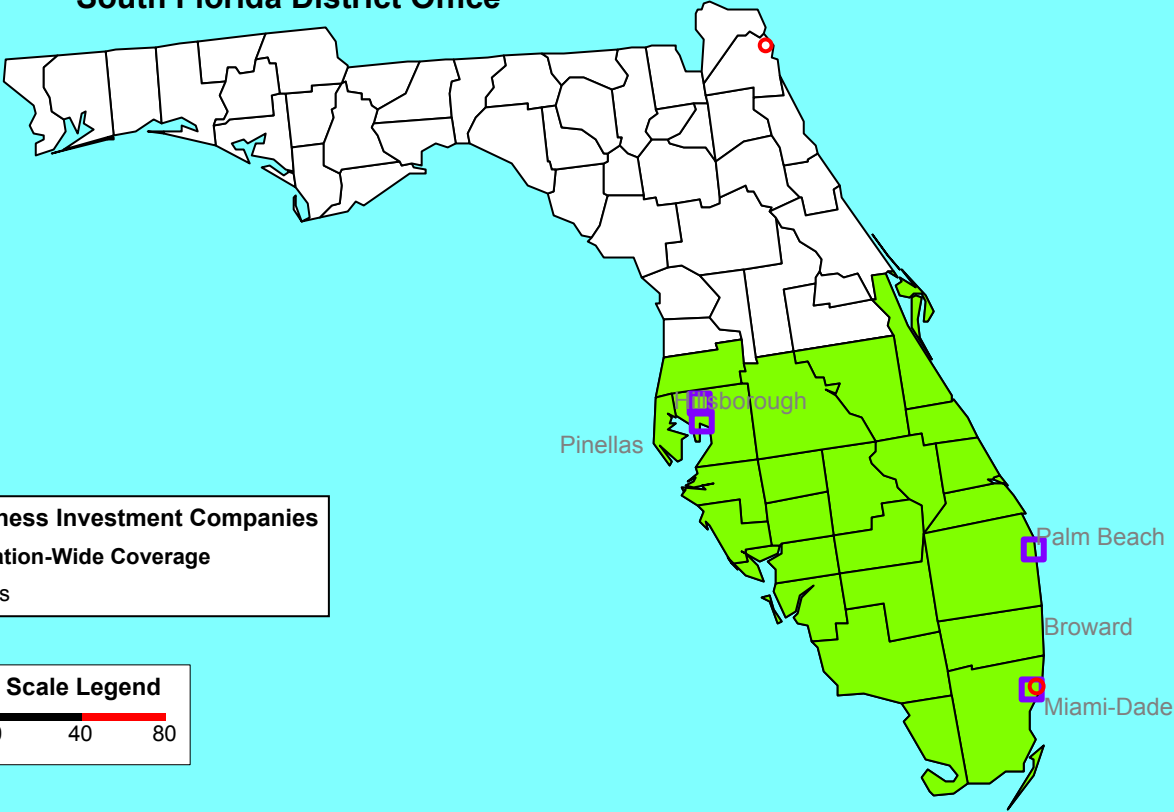 South Florida District Office
Hillsborough
Pinellas
ness Investment Companies
ation-Wide Coverage
s
Palm Beach
Broward
Scale Legend
40 80
Miami-Dade